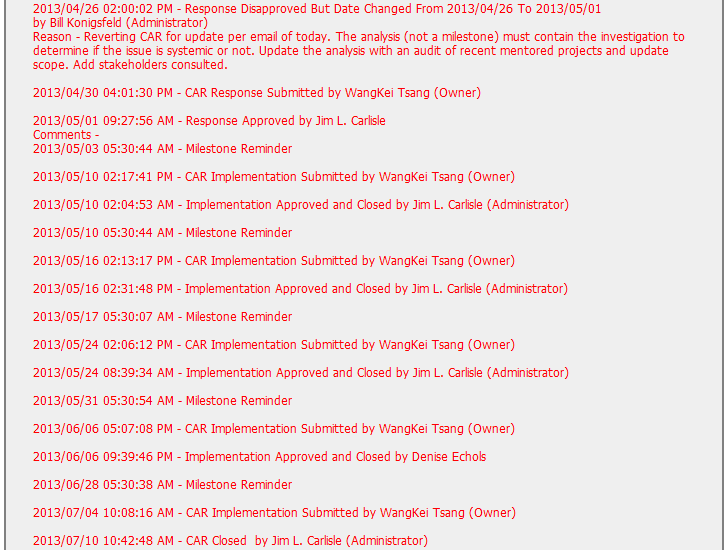 2013/04/26 02:00:02 PM - Response Disapproved But Date Changed From 2013/04/26 To 2013/05/01
by Bill Konigsfeld (Administrator)
Reason - Reverting CAR for update per email of today. The analysis (not a milestone) must contain the investigation to
determine if the issue is systemic or not. Update the analysis with an audit of recent mentored projects and update
scope. Add stakeholders consulted.
2013/04/30 04:01:30 PM - CAR Response Submitted by WangKei Tsang (Owner)
2013/05/01 09:27:56 AM - Response Approved by Jim L. Carlisle
Comments -
2013/05/03 05:30:44 AM - Milestone Reminder
2013/05/10 02:17:41 PM - CAR Implementation Submitted by WangKei Tsang (Owner)
2013/05/10 02:04:53 AM - Implementation Approved and Closed by Jim L. Carlisle (Administrator)
2013/05/10 05:30:44 AM - Milestone Reminder
2013/05/16 02:13:17 PM - CAR Implementation Submitted by WangKei Tsang (Owner)
2013/05/16 02:31:48 PM - Implementation Approved and Closed by Jim L. Carlisle (Administrator)
2013/05/17 05:30:07 AM - Milestone Reminder
2013/05/24 02:06:12 PM - CAR Implementation Submitted by WangKei Tsang (Owner)
2013/05/24 08:39:34 AM - Implementation Approved and Closed by Jim L. Carlisle (Administrator)
2013/05/31 05:30:54 AM - Milestone Reminder
2013/06/06 05:07:08 PM - CAR Implementation Submitted by WangKei Tsang (Owner)
2013/06/06 09:39:46 PM - Implementation Approved and Closed by Denise Echols
2013/06/28 05:30:38 AM - Milestone Reminder
2013/07/04 10:08:16 AM - CAR Implementation Submitted by WangKei Tsang (Owner)
2013/07/10 10:42:48 AM - CAR Closed  by Jim L. Carlisle (Administrator)